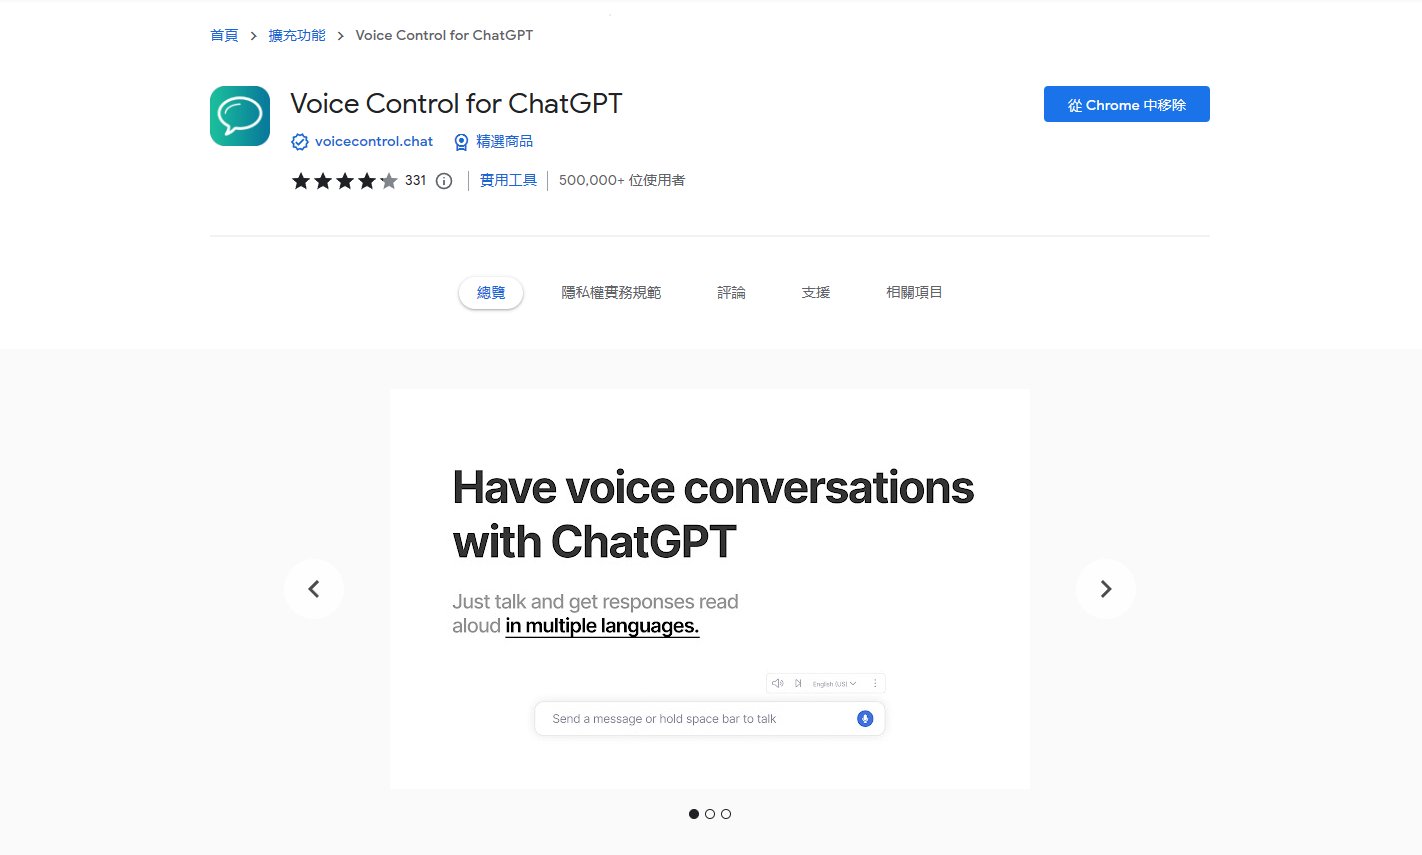 首頁 > 擴充功能 > Voice Control for ChatGPT
Voice Control for ChatGPT
從 Chrome 中移除
voicecontrol.chat 精選商品
331 實用工具 500,000+ 位使用者
總覽 隱私權實務規範 評論 支援 相關項目
Have voice conversations
with ChatGPT
Just talk and get responses read
aloud in multiple languages.
English (US)
Send a message or hold space bar to talk